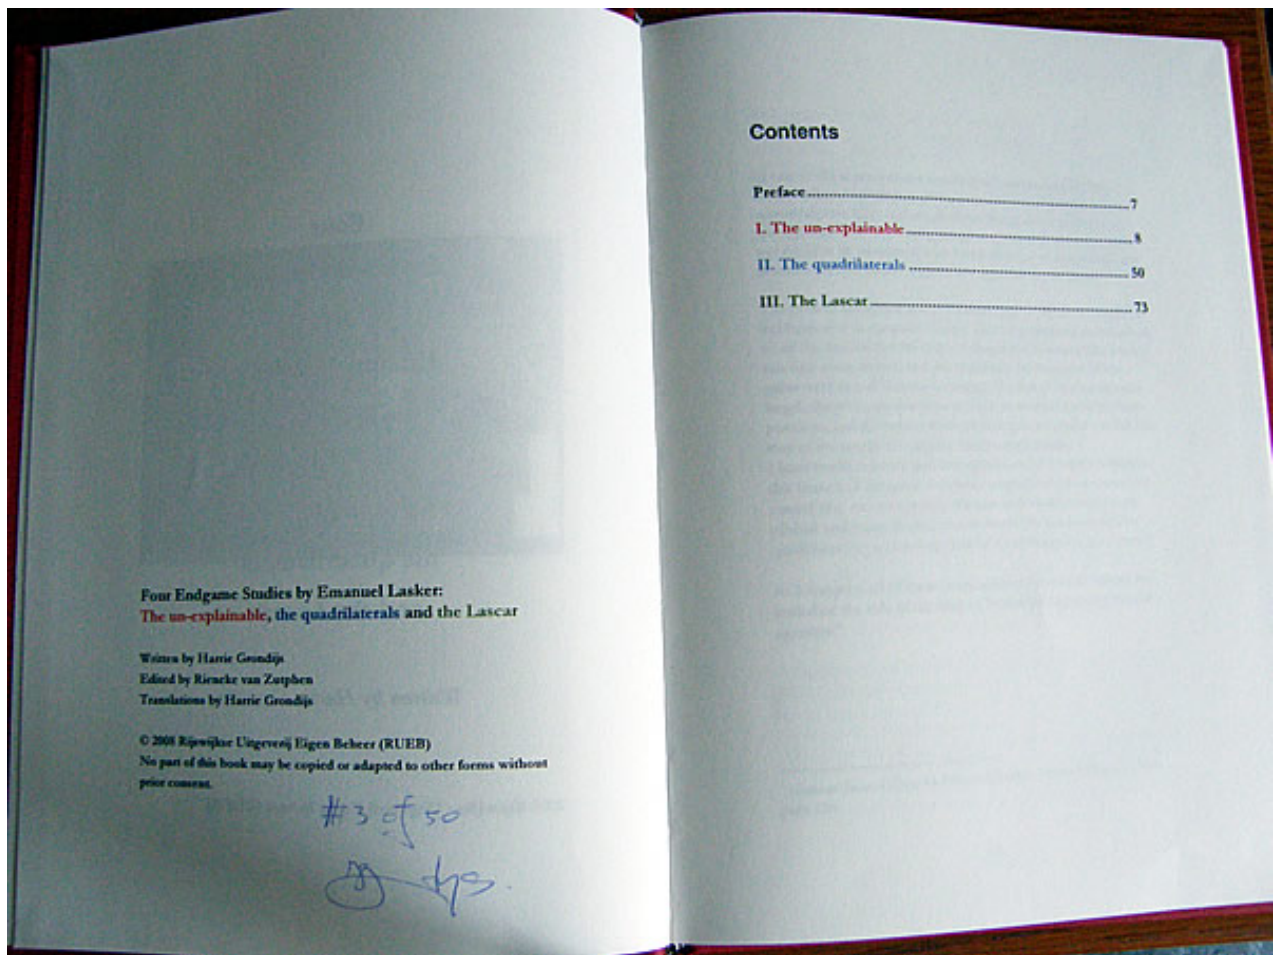 Four Endgame Studies by Emanuel Lasker:
The un-explainable, the quadrilaterals and the Lascar
Written by Harrie Grondijs
Edited by Rieneke van Zutphen
Translations by Harrie Grondijs
© 2008 Rijswijkse Uitgeverij Eigen Beheer (RUEB)
No part of this book may be copied or adapted to other forms without
prior consent.
#3 of 50
Contents
Preface 7
I. The un-explainable 8
II. The quadrilaterals 50
III. The Lascar 73